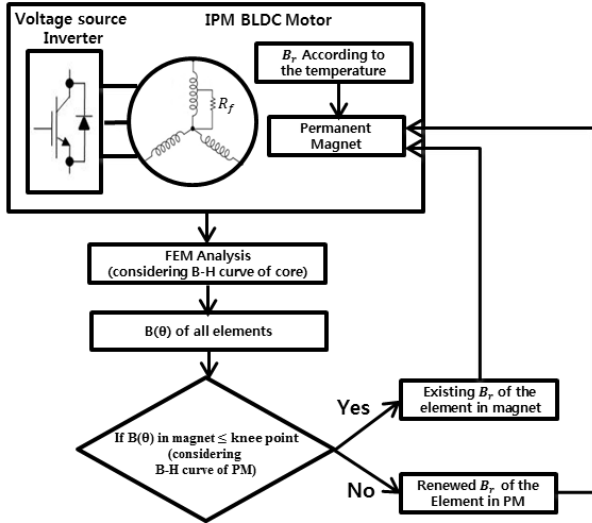 Voltage source
Inverter
IPM BLDC Motor
R_f
B_r According to
the temperature
Permanent
Magnet
FEM Analysis
(considering B-H curve of core)
B(θ) of all elements
If B(θ) in magnet ≤ knee point
(considering
B-H curve of PM)
Yes
Existing B_r of the
element in magnet
No
Renewed B_r of the
Element in PM